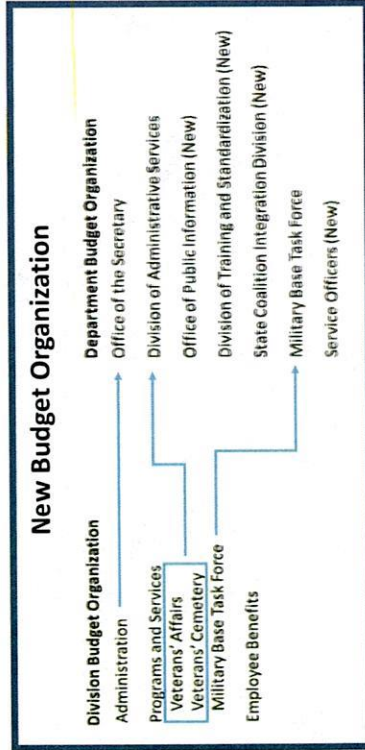 New Budget Organization
Division Budget Organization
Administration
Programs and Services
Veterans' Affairs
Veterans' Cemetery
Military Base Task Force
Employee Benefits
Department Budget Organization
Office of the Secretary
Division of Administrative Services
Office of Public Information (New)
Division of Training and Standardization (New)
State Coalition Integration Division (New)
Military Base Task Force
Service Officers (New)